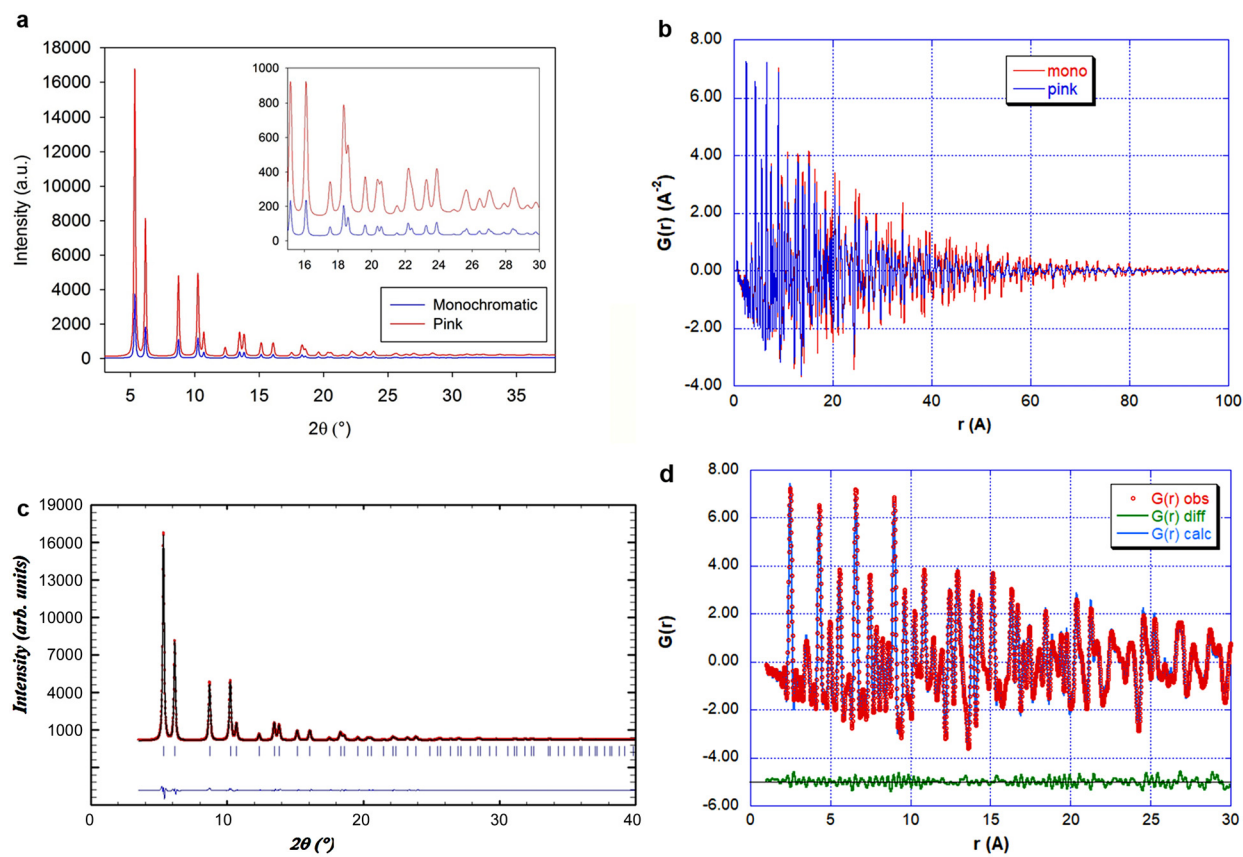 a
18000
16000
14000
12000
10000
8000
6000
4000
2000
0
Intensity (a.u.)
5 10 15 20 25 30 35
2θ (°)
1000
800
600
400
200
0
16 18 20 22 24 26 28 30
Monochromatic
Pink
b
8.00
6.00
4.00
2.00
0.00
-2.00
-4.00
G(r) (A⁻²)
0 20 40 60 80 100
r (A)
mono
pink
c
19000
16000
13000
10000
7000
4000
1000
Intensity (arb. units)
0 10 20 30 40
2θ (°)
d
8.00
6.00
4.00
2.00
0.00
-2.00
-4.00
-6.00
G(r)
0 5 10 15 20 25 30
r (A)
G(r) obs
G(r) diff
G(r) calc